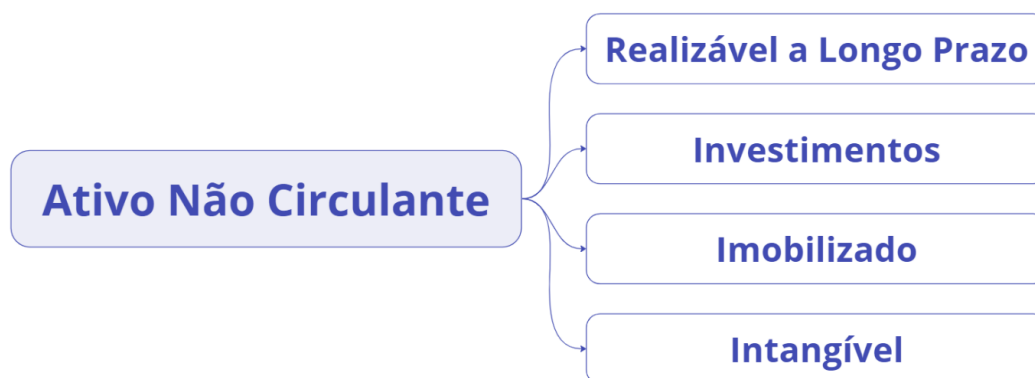 Realizável a Longo Prazo
Investimentos
Ativo Não Circulante
Imobilizado
Intangível